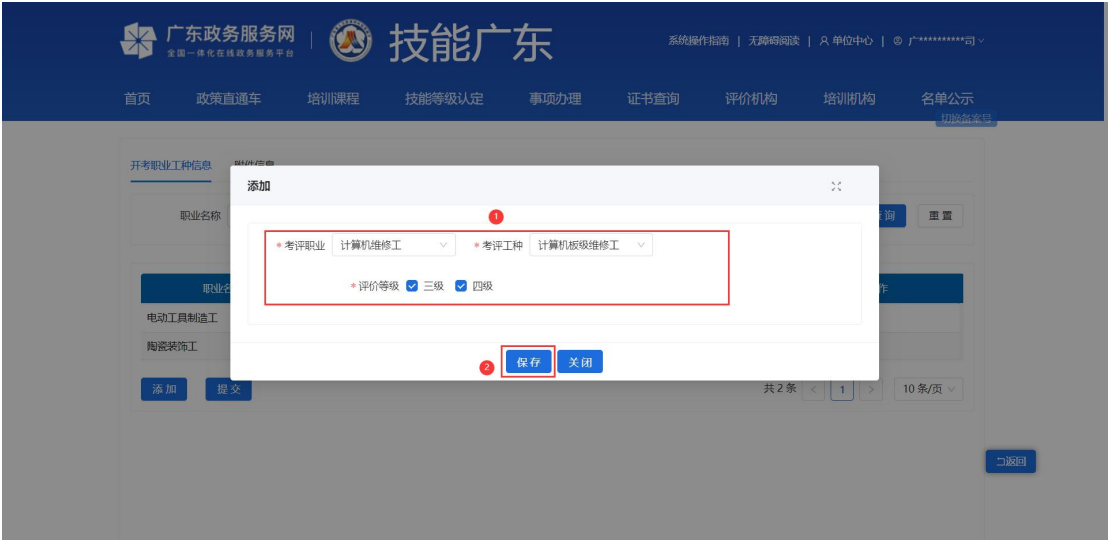 广东政务服务网
全国一体化在线政务服务平台
技能广东
系统操作指南 | 无障碍阅读 | 单位中心 | 广**********司
首页 政策直通车 培训课程 技能等级认定 事项办理 证书查询 评价机构 培训机构 名单公示
切换备案号
开考职业工种信息 附件信息
添加
职业名称 询 重置
1
*考评职业 计算机维修工 *考评工种 计算机板级维修工
*评价等级 三级 四级
职业名 作
电动工具制造工
陶瓷装饰工
2 保存 关闭
添加 提交 共2条 < 1 > 10条/页
返回